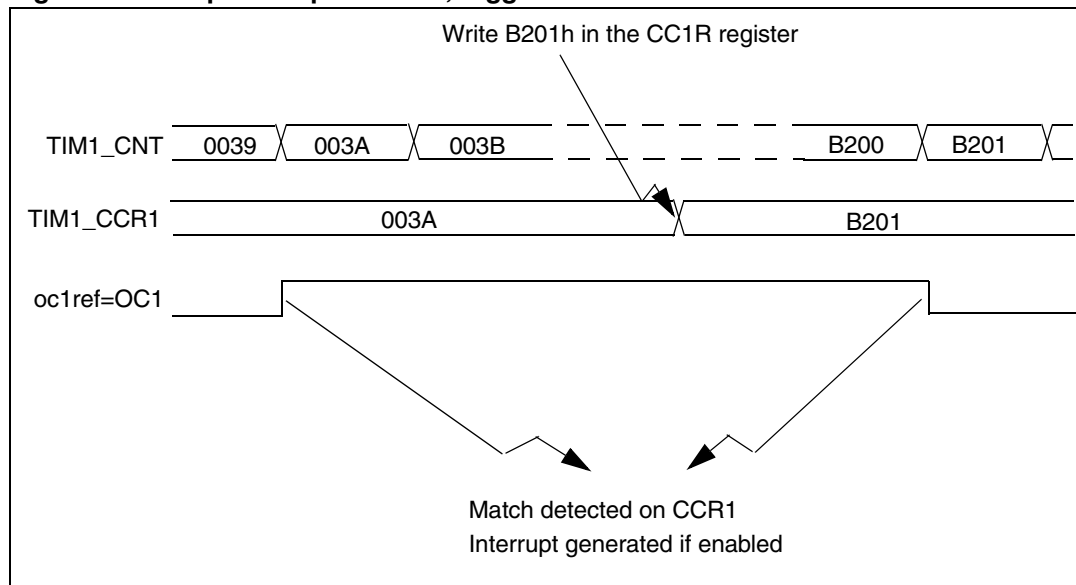 Write B201h in the CC1R register
TIM1_CNT 0039 003A 003B B200 B201
TIM1_CCR1 003A B201
oc1ref=OC1
Match detected on CCR1
Interrupt generated if enabled